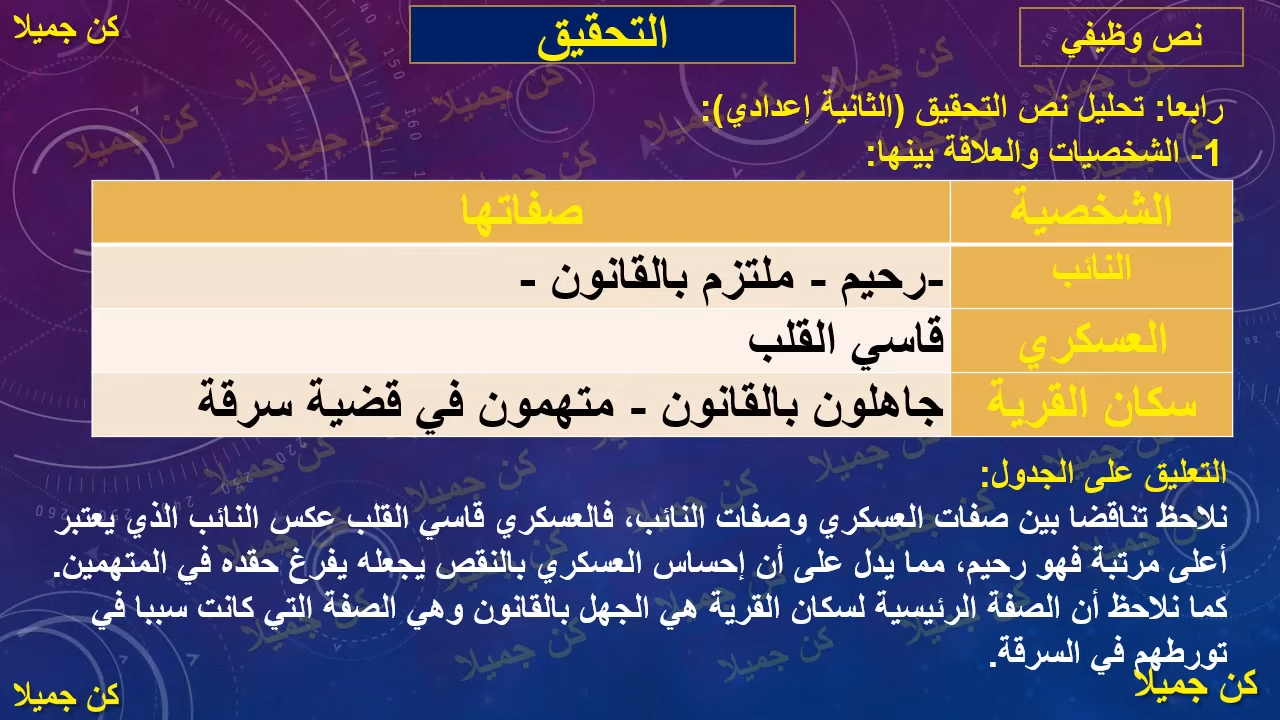 نص وظيفي
التحقيق
كن جميلا
رابعا: تحليل نص التحقيق (الثانية إعدادي):
1- الشخصيات والعلاقة بينها:
الشخصية صفاتها
النائب -رحيم - ملتزم بالقانون -
العسكري قاسي القلب
سكان القرية جاهلون بالقانون - متهمون في قضية سرقة
التعليق على الجدول:
نلاحظ تناقضا بين صفات العسكري وصفات النائب، فالعسكري قاسي القلب عكس النائب الذي يعتبر
أعلى مرتبة فهو رحيم، مما يدل على أن إحساس العسكري بالنقص يجعله يفرغ حقده في المتهمين.
كما نلاحظ أن الصفة الرئيسية لسكان القرية هي الجهل بالقانون وهي الصفة التي كانت سببا في
تورطهم في السرقة.
كن جميلا
كن جميلا